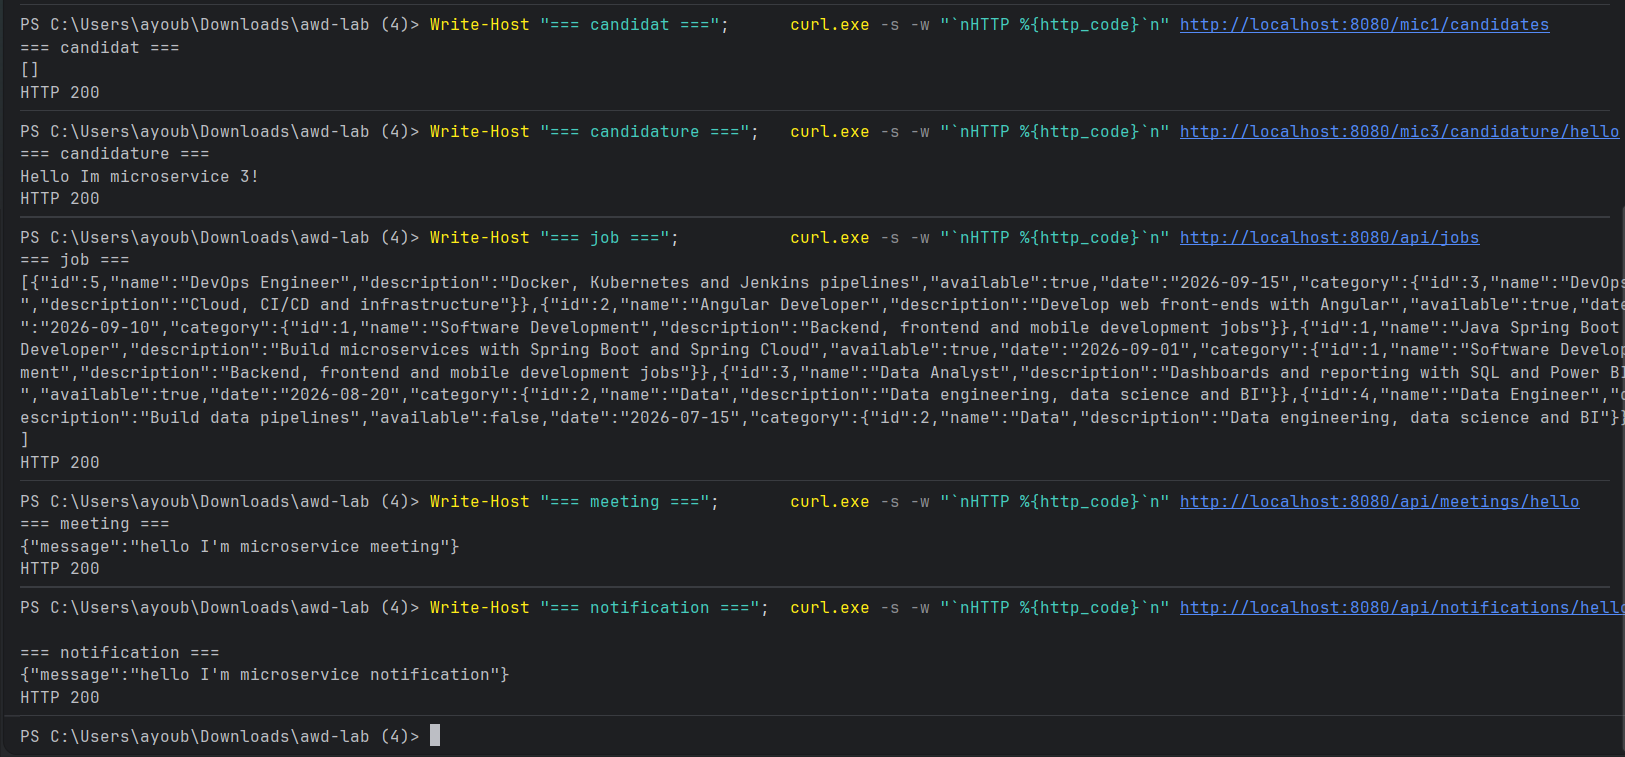 PS C:\Users\ayoub\Downloads\awd-lab (4)> Write-Host "=== candidat ===";      curl.exe -s -w "`nHTTP %{http_code}`n" http://localhost:8080/mic1/candidates
=== candidat ===
[]
HTTP 200
PS C:\Users\ayoub\Downloads\awd-lab (4)> Write-Host "=== candidature ===";   curl.exe -s -w "`nHTTP %{http_code}`n" http://localhost:8080/mic3/candidature/hello
=== candidature ===
Hello Im microservice 3!
HTTP 200
PS C:\Users\ayoub\Downloads\awd-lab (4)> Write-Host "=== job ===";           curl.exe -s -w "`nHTTP %{http_code}`n" http://localhost:8080/api/jobs
=== job ===
[{"id":5,"name":"DevOps Engineer","description":"Docker, Kubernetes and Jenkins pipelines","available":true,"date":"2026-09-15","category":{"id":3,"name":"DevOps
","description":"Cloud, CI/CD and infrastructure"}},{"id":2,"name":"Angular Developer","description":"Develop web front-ends with Angular","available":true,"date
":"2026-09-10","category":{"id":1,"name":"Software Development","description":"Backend, frontend and mobile development jobs"}},{"id":1,"name":"Java Spring Boot
Developer","description":"Build microservices with Spring Boot and Spring Cloud","available":true,"date":"2026-09-01","category":{"id":1,"name":"Software Develop
ment","description":"Backend, frontend and mobile development jobs"}},{"id":3,"name":"Data Analyst","description":"Dashboards and reporting with SQL and Power BI
","available":true,"date":"2026-08-20","category":{"id":2,"name":"Data","description":"Data engineering, data science and BI"}},{"id":4,"name":"Data Engineer","d
escription":"Build data pipelines","available":false,"date":"2026-07-15","category":{"id":2,"name":"Data","description":"Data engineering, data science and BI"}}
]
HTTP 200
PS C:\Users\ayoub\Downloads\awd-lab (4)> Write-Host "=== meeting ===";       curl.exe -s -w "`nHTTP %{http_code}`n" http://localhost:8080/api/meetings/hello
=== meeting ===
{"message":"hello I'm microservice meeting"}
HTTP 200
PS C:\Users\ayoub\Downloads\awd-lab (4)> Write-Host "=== notification ===";  curl.exe -s -w "`nHTTP %{http_code}`n" http://localhost:8080/api/notifications/hello
=== notification ===
{"message":"hello I'm microservice notification"}
HTTP 200
PS C:\Users\ayoub\Downloads\awd-lab (4)>